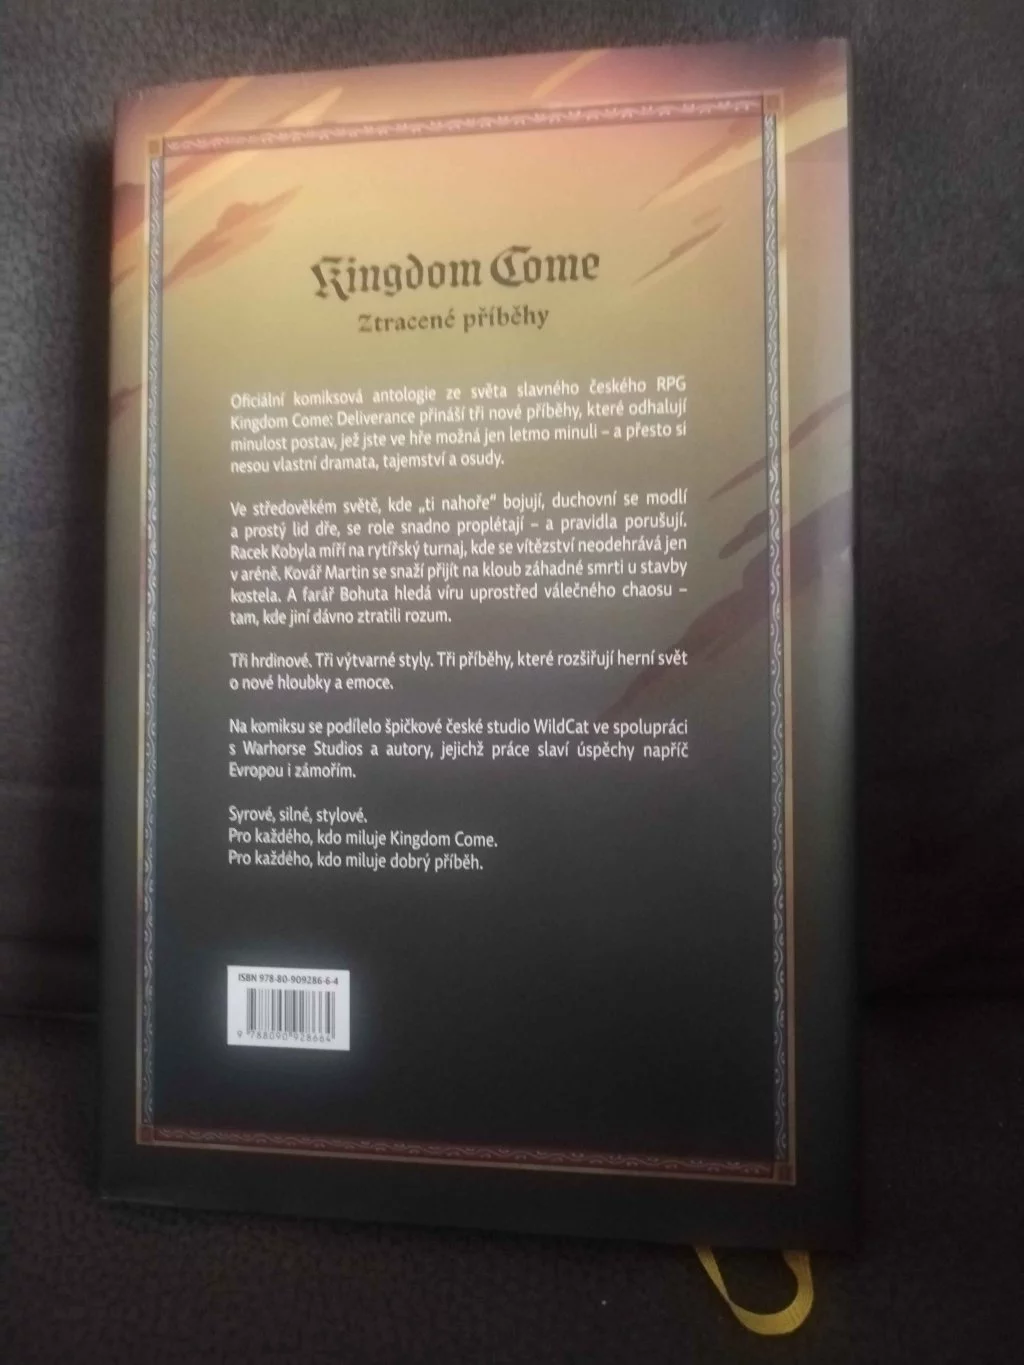 Kingdom Come
Ztracené příběhy
Oficiální komiksová antologie ze světa slavného českého RPG
Kingdom Come: Deliverance přináší tři nové příběhy, které odhalují
minulost postav, jež jste ve hře možná jen letmo minuli – a přesto si
nesou vlastní dramata, tajemství a osudy.
Ve středověkém světě, kde „ti nahoře“ bojují, duchovní se modlí
a prostý lid dře, se role snadno proplétají – a pravidla porušují.
Racek Kobyla míří na rytířský turnaj, kde se vítězství neodehrává jen
v aréně. Kovář Martin se snaží přijít na kloub záhadné smrti u stavby
kostela. A farář Bohuta hledá víru uprostřed válečného chaosu –
tam, kde jiní dávno ztratili rozum.
Tři hrdinové. Tři výtvarné styly. Tři příběhy, které rozšiřují herní svět
o nové hloubky a emoce.
Na komiksu se podílelo špičkové české studio WildCat ve spolupráci
s Warhorse Studios a autory, jejichž práce slaví úspěchy napříč
Evropou i zámořím.
Syrové, silné, stylové.
Pro každého, kdo miluje Kingdom Come.
Pro každého, kdo miluje dobrý příběh.
ISBN 978-80-909286-6-4
9 788090 928664